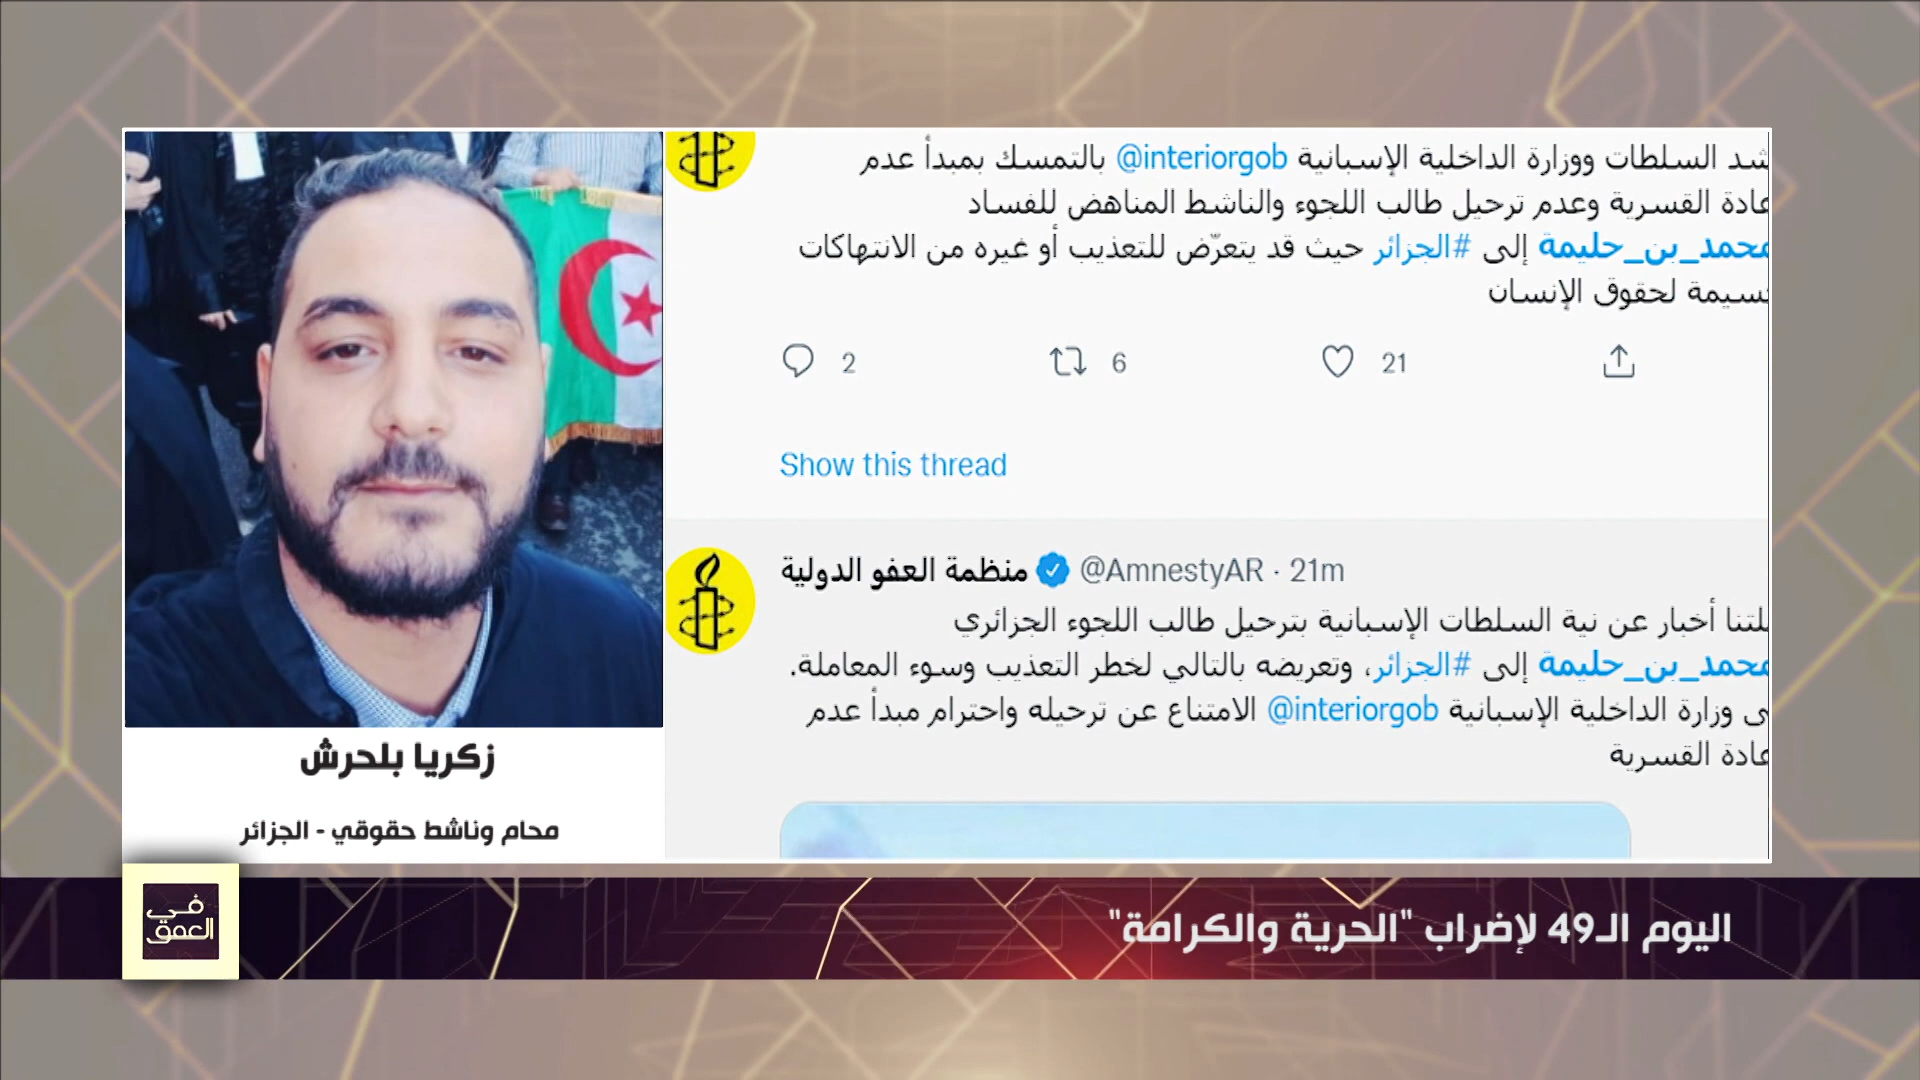 شد السلطات ووزارة الداخلية الإسبانية @interiorgob بالتمسك بمبدأ عدم
القسرية وعدم ترحيل طالب اللجوء والناشط المناهض للفساد
محمد_بن_حليمة إلى #الجزائر حيث قد يتعرّض للتعذيب أو غيره من الانتهاكات
لحقوق الإنسان
2 6 21
Show this thread
منظمة العفو الدولية @AmnestyAR · 21m
أخبار عن نية السلطات الإسبانية بترحيل طالب اللجوء الجزائري
محمد_بن_حليمة إلى #الجزائر، وتعريضه بالتالي لخطر التعذيب وسوء المعاملة.
وزارة الداخلية الإسبانية @interiorgob الامتناع عن ترحيله واحترام مبدأ عدم
القسرية
زكريا بلحرش
محام وناشط حقوقي - الجزائر
في
العمق
اليوم الـ49 لإضراب "الحرية والكرامة"